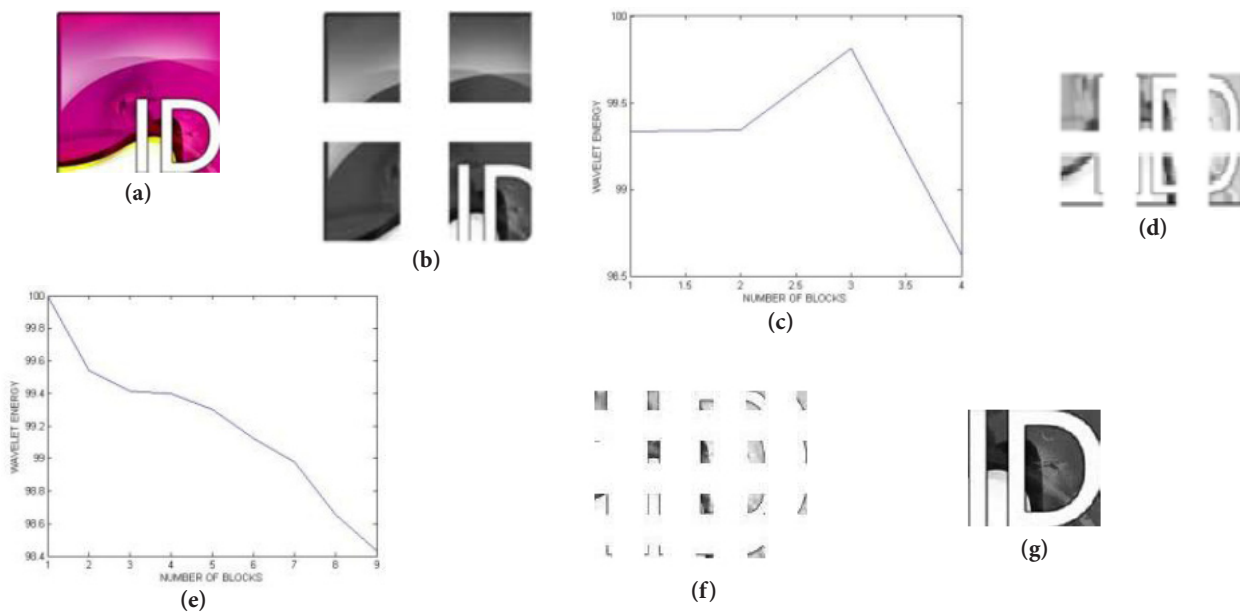 ID
(a)
ID
(b)
100
99.5
99
98.5
1
1.5
2
2.5
3
3.5
4
WAVELET ENERGY
NUMBER OF BLOCKS
(c)
(d)
100
99.8
99.6
99.4
99.2
99
98.8
98.6
98.4
1
2
3
4
5
6
7
8
9
WAVELET ENERGY
NUMBER OF BLOCKS
(e)
(f)
ID
(g)